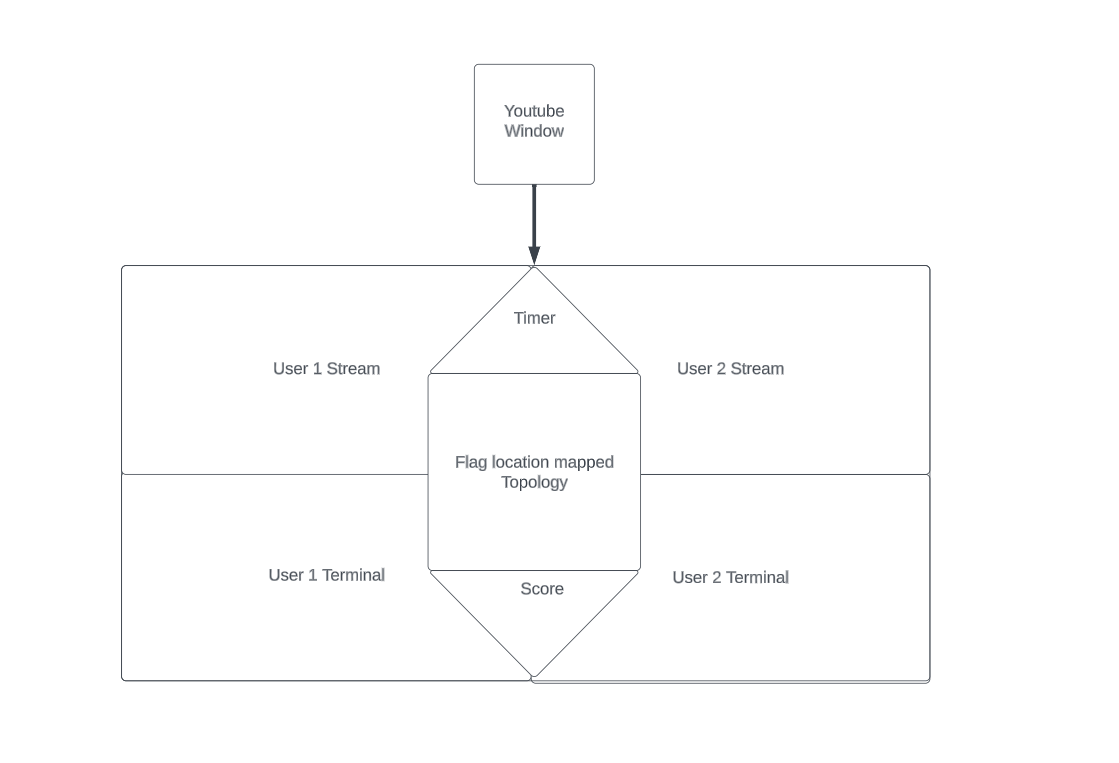 Youtube
Window
Timer
User 1 Stream
User 2 Stream
Flag location mapped
Topology
User 1 Terminal
User 2 Terminal
Score